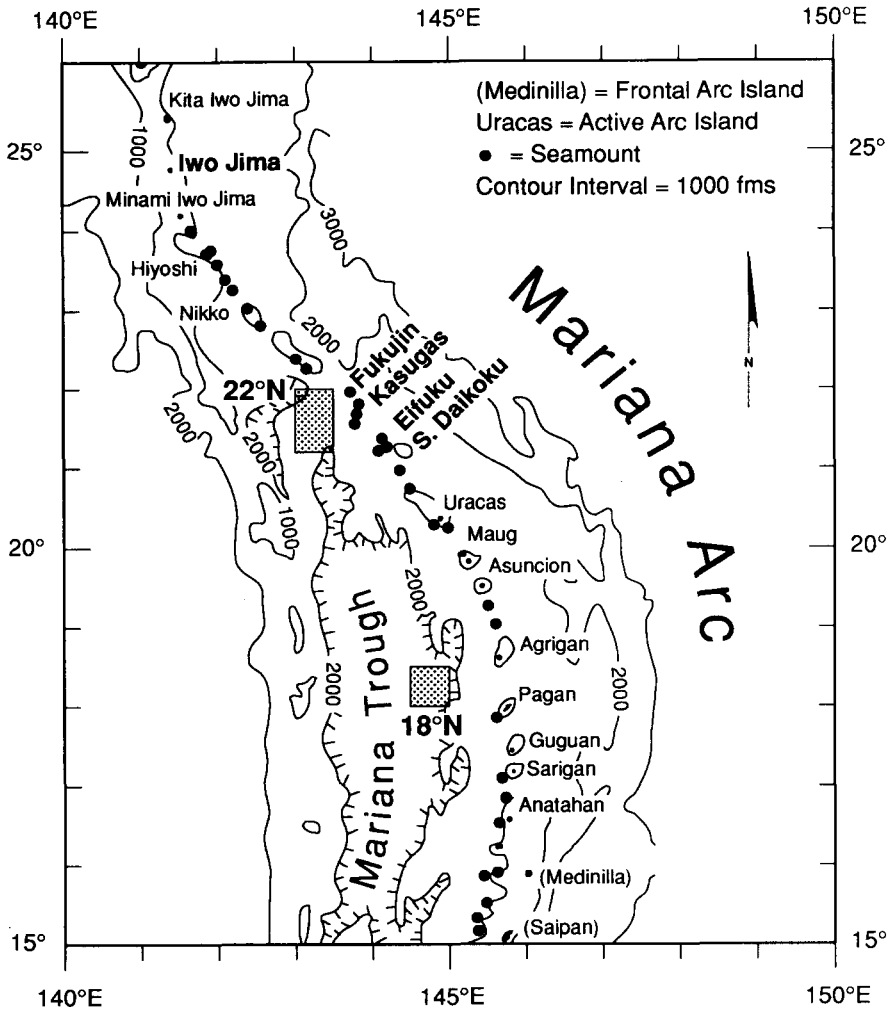 140°E
145°E
150°E
(Medinilla) = Frontal Arc Island
Uracas = Active Arc Island
● = Seamount
Contour Interval = 1000 fms
Kita Iwo Jima
1000
25°
25°
Iwo Jima
Minami Iwo Jima
3000
Hiyoshi
Nikko
2000
Mariana Arc
N
Fukujin
Kasugas
Eifuku
S. Daikoku
22°N
2000
2000
1000
Uracas
Maug
20°
20°
Asuncion
2000
Agrigan
2000
2000
Pagan
18°N
Mariana Trough
Guguan
Sarigan
Anatahan
(Medinilla)
(Saipan)
15°
15°
140°E
145°E
150°E